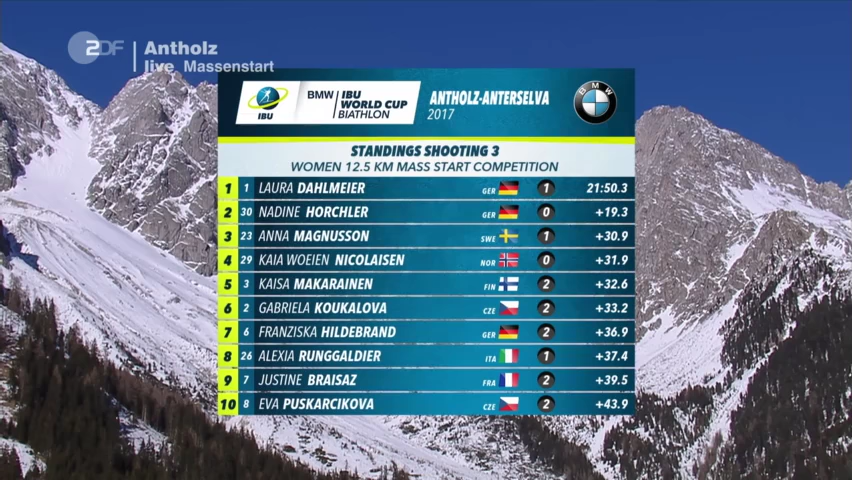 ZDF
Antholz
live Massenstart
IBU
BMW IBU WORLD CUP BIATHLON
ANTHOLZ-ANTERSELVA
2017
BMW
STANDINGS SHOOTING 3
WOMEN 12.5 KM MASS START COMPETITION
1 1 LAURA DAHLMEIER GER 1 21:50.3
2 30 NADINE HORCHLER GER 0 +19.3
3 23 ANNA MAGNUSSON SWE 1 +30.9
4 29 KAIA WOEIEN NICOLAISEN NOR 0 +31.9
5 3 KAISA MAKARAINEN FIN 2 +32.6
6 2 GABRIELA KOUKALOVA CZE 2 +33.2
7 6 FRANZISKA HILDEBRAND GER 2 +36.9
8 26 ALEXIA RUNGGALDIER ITA 1 +37.4
9 7 JUSTINE BRAISAZ FRA 2 +39.5
10 8 EVA PUSKARCIKOVA CZE 2 +43.9